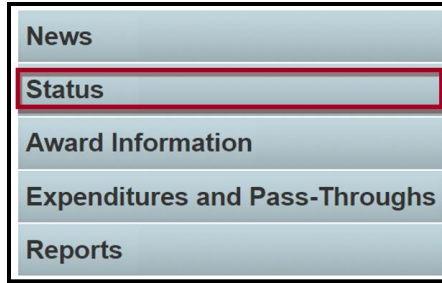 News
Status
Award Information
Expenditures and Pass-Throughs
Reports